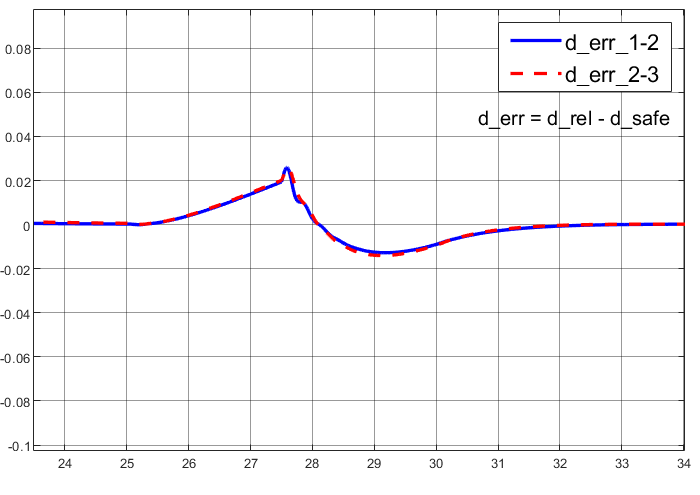 d_err_1-2
d_err_2-3
d_err = d_rel - d_safe
0.08
0.06
0.04
0.02
0
-0.02
-0.04
-0.06
-0.08
-0.1
24 25 26 27 28 29 30 31 32 33 34